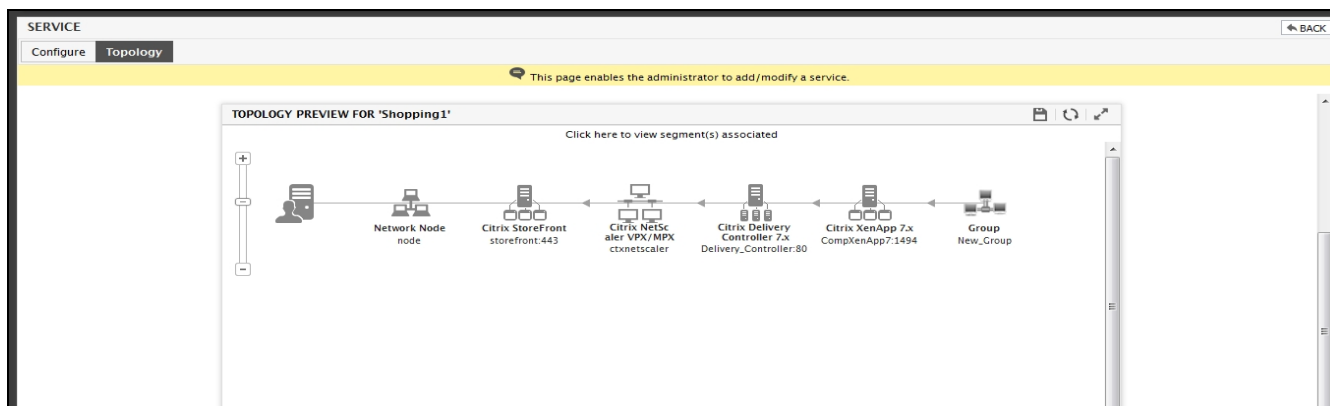 SERVICE
BACK
Configure Topology
This page enables the administrator to add/modify a service.
TOPOLOGY PREVIEW FOR 'Shopping1'
Click here to view segment(s) associated
Network Node
node
Citrix StoreFront
storefront:443
Citrix NetSc
aler VPX/MPX
ctxnetscaler
Citrix Delivery
Controller 7.x
Delivery_Controller:80
Citrix XenApp 7.x
CompXenApp7:1494
Group
New_Group